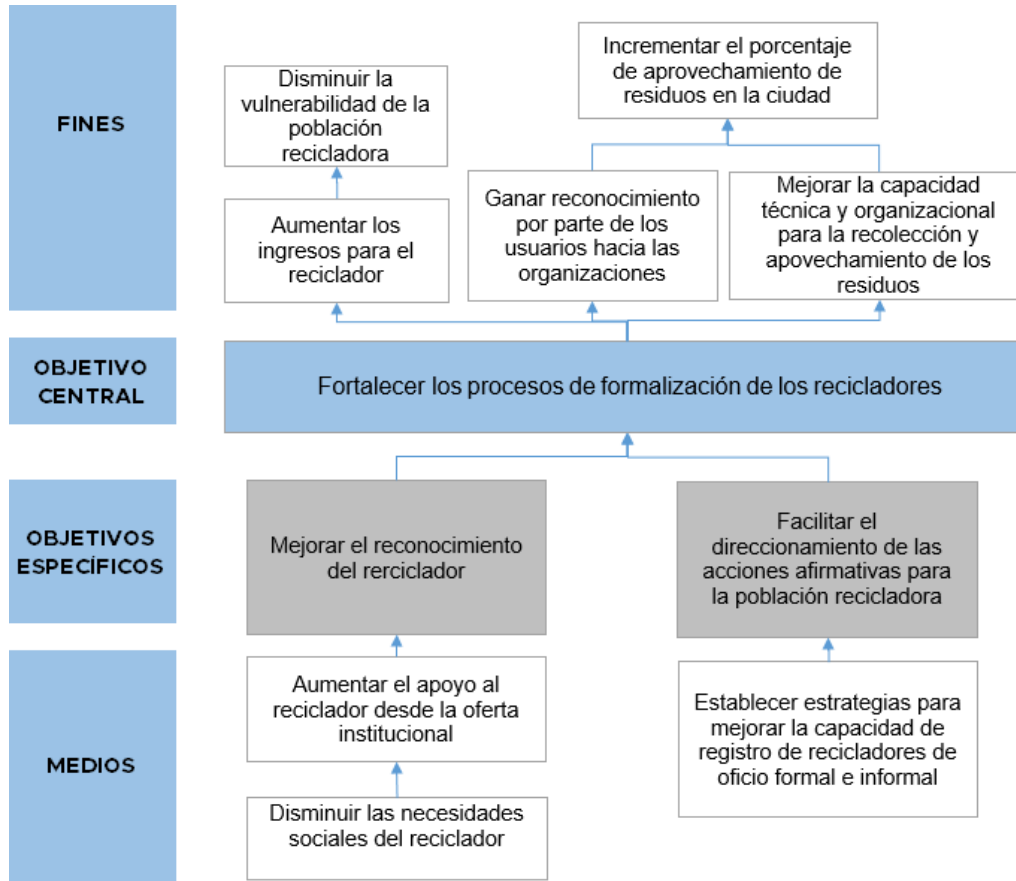 FINES
Disminuir la
vulnerabilidad de la
población
recicladora
Incrementar el porcentaje
de aprovechamiento de
residuos en la ciudad
Aumentar los
ingresos para el
reciclador
Ganar reconocimiento
por parte de los
usuarios hacia las
organizaciones
Mejorar la capacidad
técnica y organizacional
para la recolección y
apovechamiento de los
residuos
OBJETIVO
CENTRAL
Fortalecer los procesos de formalización de los recicladores
OBJETIVOS
ESPECÍFICOS
Mejorar el reconocimiento
del rerciclador
Facilitar el
direccionamiento de las
acciones afirmativas para
la población recicladora
MEDIOS
Aumentar el apoyo al
reciclador desde la oferta
institucional
Disminuir las necesidades
sociales del reciclador
Establecer estrategias para
mejorar la capacidad de
registro de recicladores de
oficio formal e informal